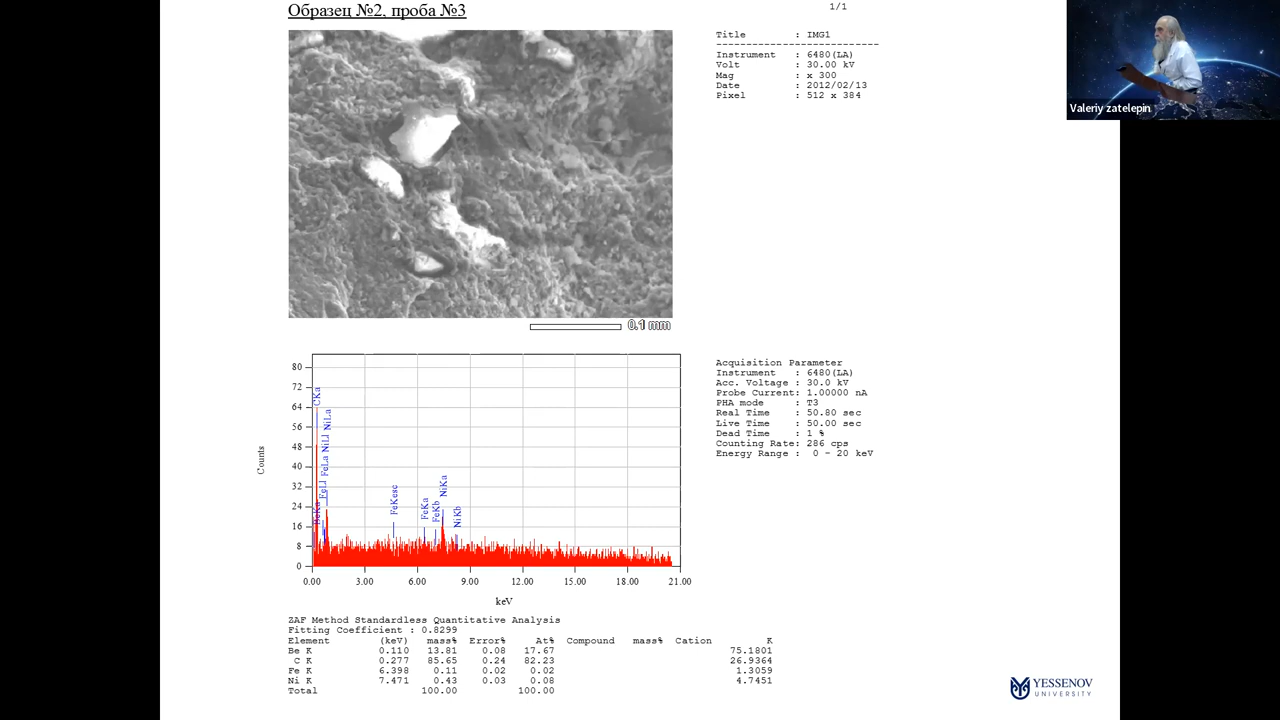 Образец №2, проба №3
1/1
Title : IMG1
Instrument : 6480(LA)
Volt : 30.00 kV
Mag : x 300
Date : 2012/02/13
Pixel : 512 x 384
Valeriy zatelepin
0.1 mm
Acquisition Parameter
Instrument : 6480(LA)
Acc. Voltage : 30.0 kV
Probe Current: 1.00000 nA
PHA mode : T3
Real Time : 50.80 sec
Live Time : 50.00 sec
Dead Time : 1 %
Counting Rate: 286 cps
Energy Range : 0 - 20 keV
Counts
80
72
64
56
48
40
32
24
16
8
0
CKa
BeKa
FeLl FeLa NiLl NiLa
FeKesc
FeKa
FeKb
NiKa
NiKb
0.00 3.00 6.00 9.00 12.00 15.00 18.00 21.00
keV
ZAF Method Standardless Quantitative Analysis
Fitting Coefficient : 0.8299
Element (keV) mass% Error% At% Compound mass% Cation K
Be K 0.110 13.81 0.08 17.67 75.1801
C K 0.277 85.65 0.24 82.23 26.9364
Fe K 6.398 0.11 0.02 0.02 1.3059
Ni K 7.471 0.43 0.03 0.08 4.7451
Total 100.00 100.00
YESSENOV
UNIVERSITY